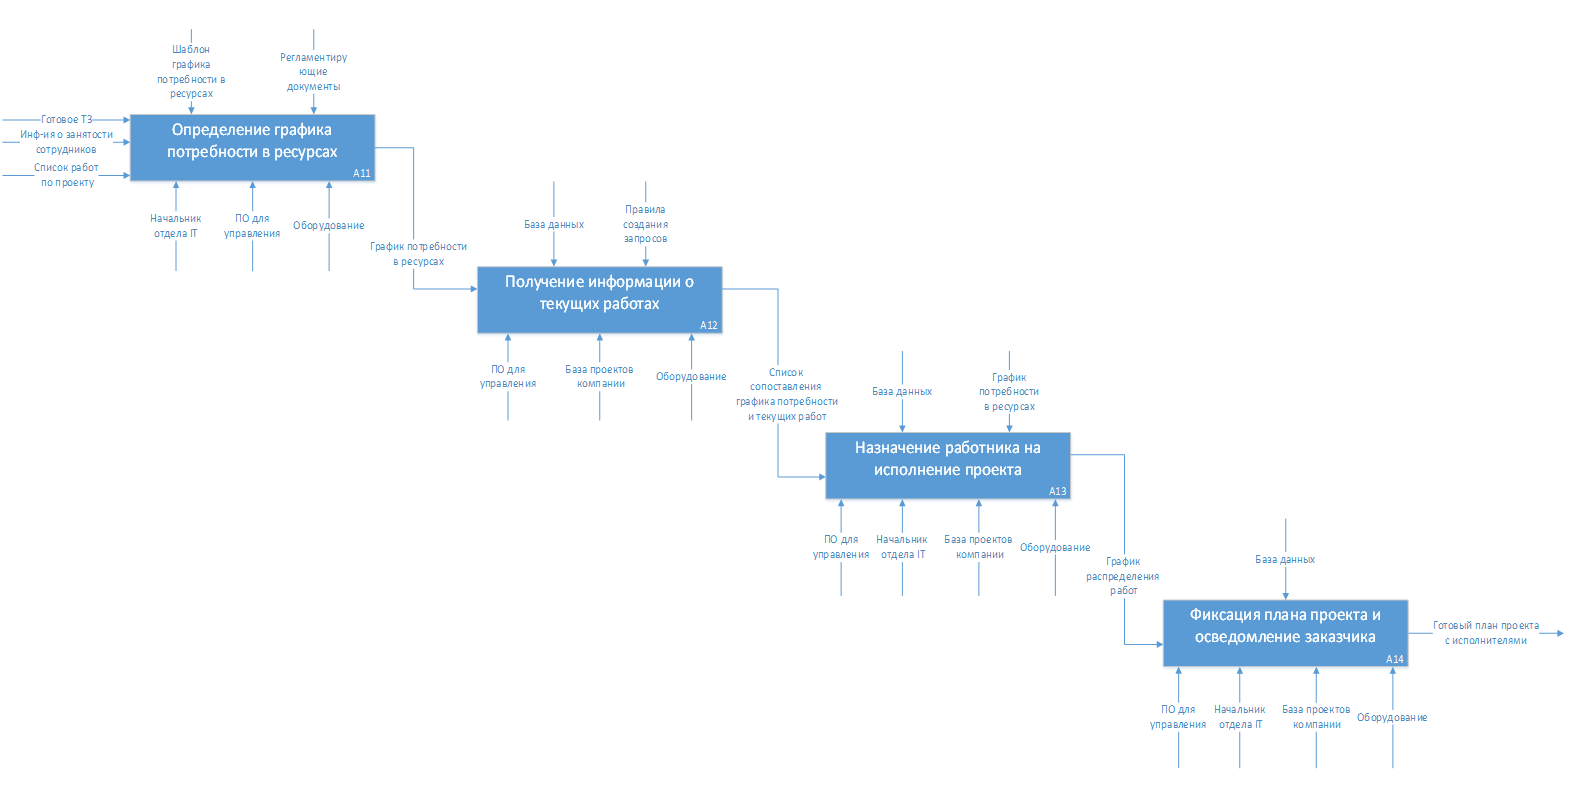 Шаблон
графика
потребности в
ресурсах
Регламентиру
ющие
документы
Готовое ТЗ
Инф-ия о занятости
сотрудников
Список работ
по проекту
Определение графика
потребности в ресурсах
A11
Начальник
отдела IT
ПО для
управления
Оборудование
График потребности
в ресурсах
База данных
Правила
создания
запросов
Получение информации о
текущих работах
A12
ПО для
управления
База проектов
компании
Оборудование
Список
сопоставления
графика потребности
и текущих работ
База данных
График
потребности
в ресурсах
Назначение работника на
исполнение проекта
A13
ПО для
управления
Начальник
отдела IT
База проектов
компании
Оборудование
График
распределения
работ
База данных
Фиксация плана проекта и
осведомление заказчика
A14
Готовый план проекта
с исполнителями
ПО для
управления
Начальник
отдела IT
База проектов
компании
Оборудование